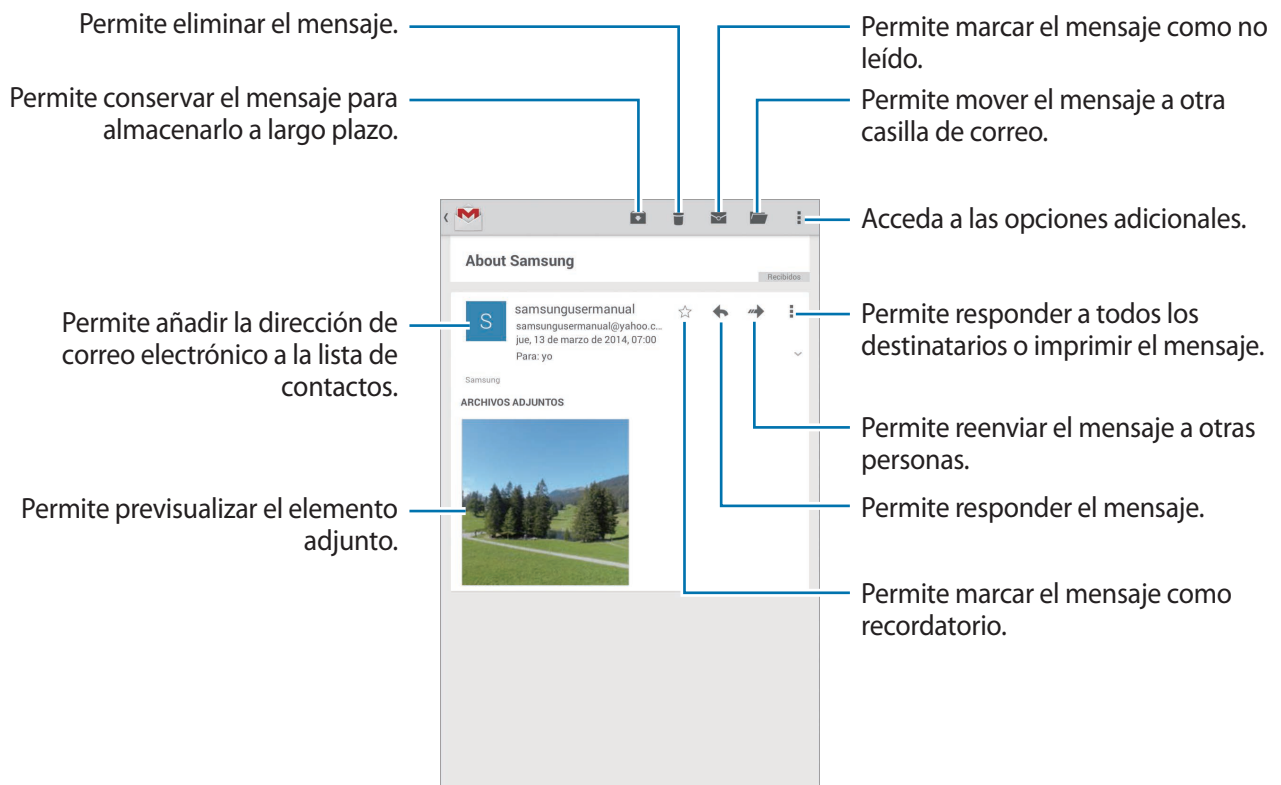 Permite eliminar el mensaje.
Permite conservar el mensaje para
almacenarlo a largo plazo.
Permite marcar el mensaje como no
leído.
Permite mover el mensaje a otra
casilla de correo.
Acceda a las opciones adicionales.
About Samsung
Recibidos
S
samsungusermanual
samsungusermanual@yahoo.c...
jue, 13 de marzo de 2014, 07:00
Para: yo
Samsung
ARCHIVOS ADJUNTOS
Permite añadir la dirección de
correo electrónico a la lista de
contactos.
Permite previsualizar el elemento
adjunto.
Permite responder a todos los
destinatarios o imprimir el mensaje.
Permite reenviar el mensaje a otras
personas.
Permite responder el mensaje.
Permite marcar el mensaje como
recordatorio.